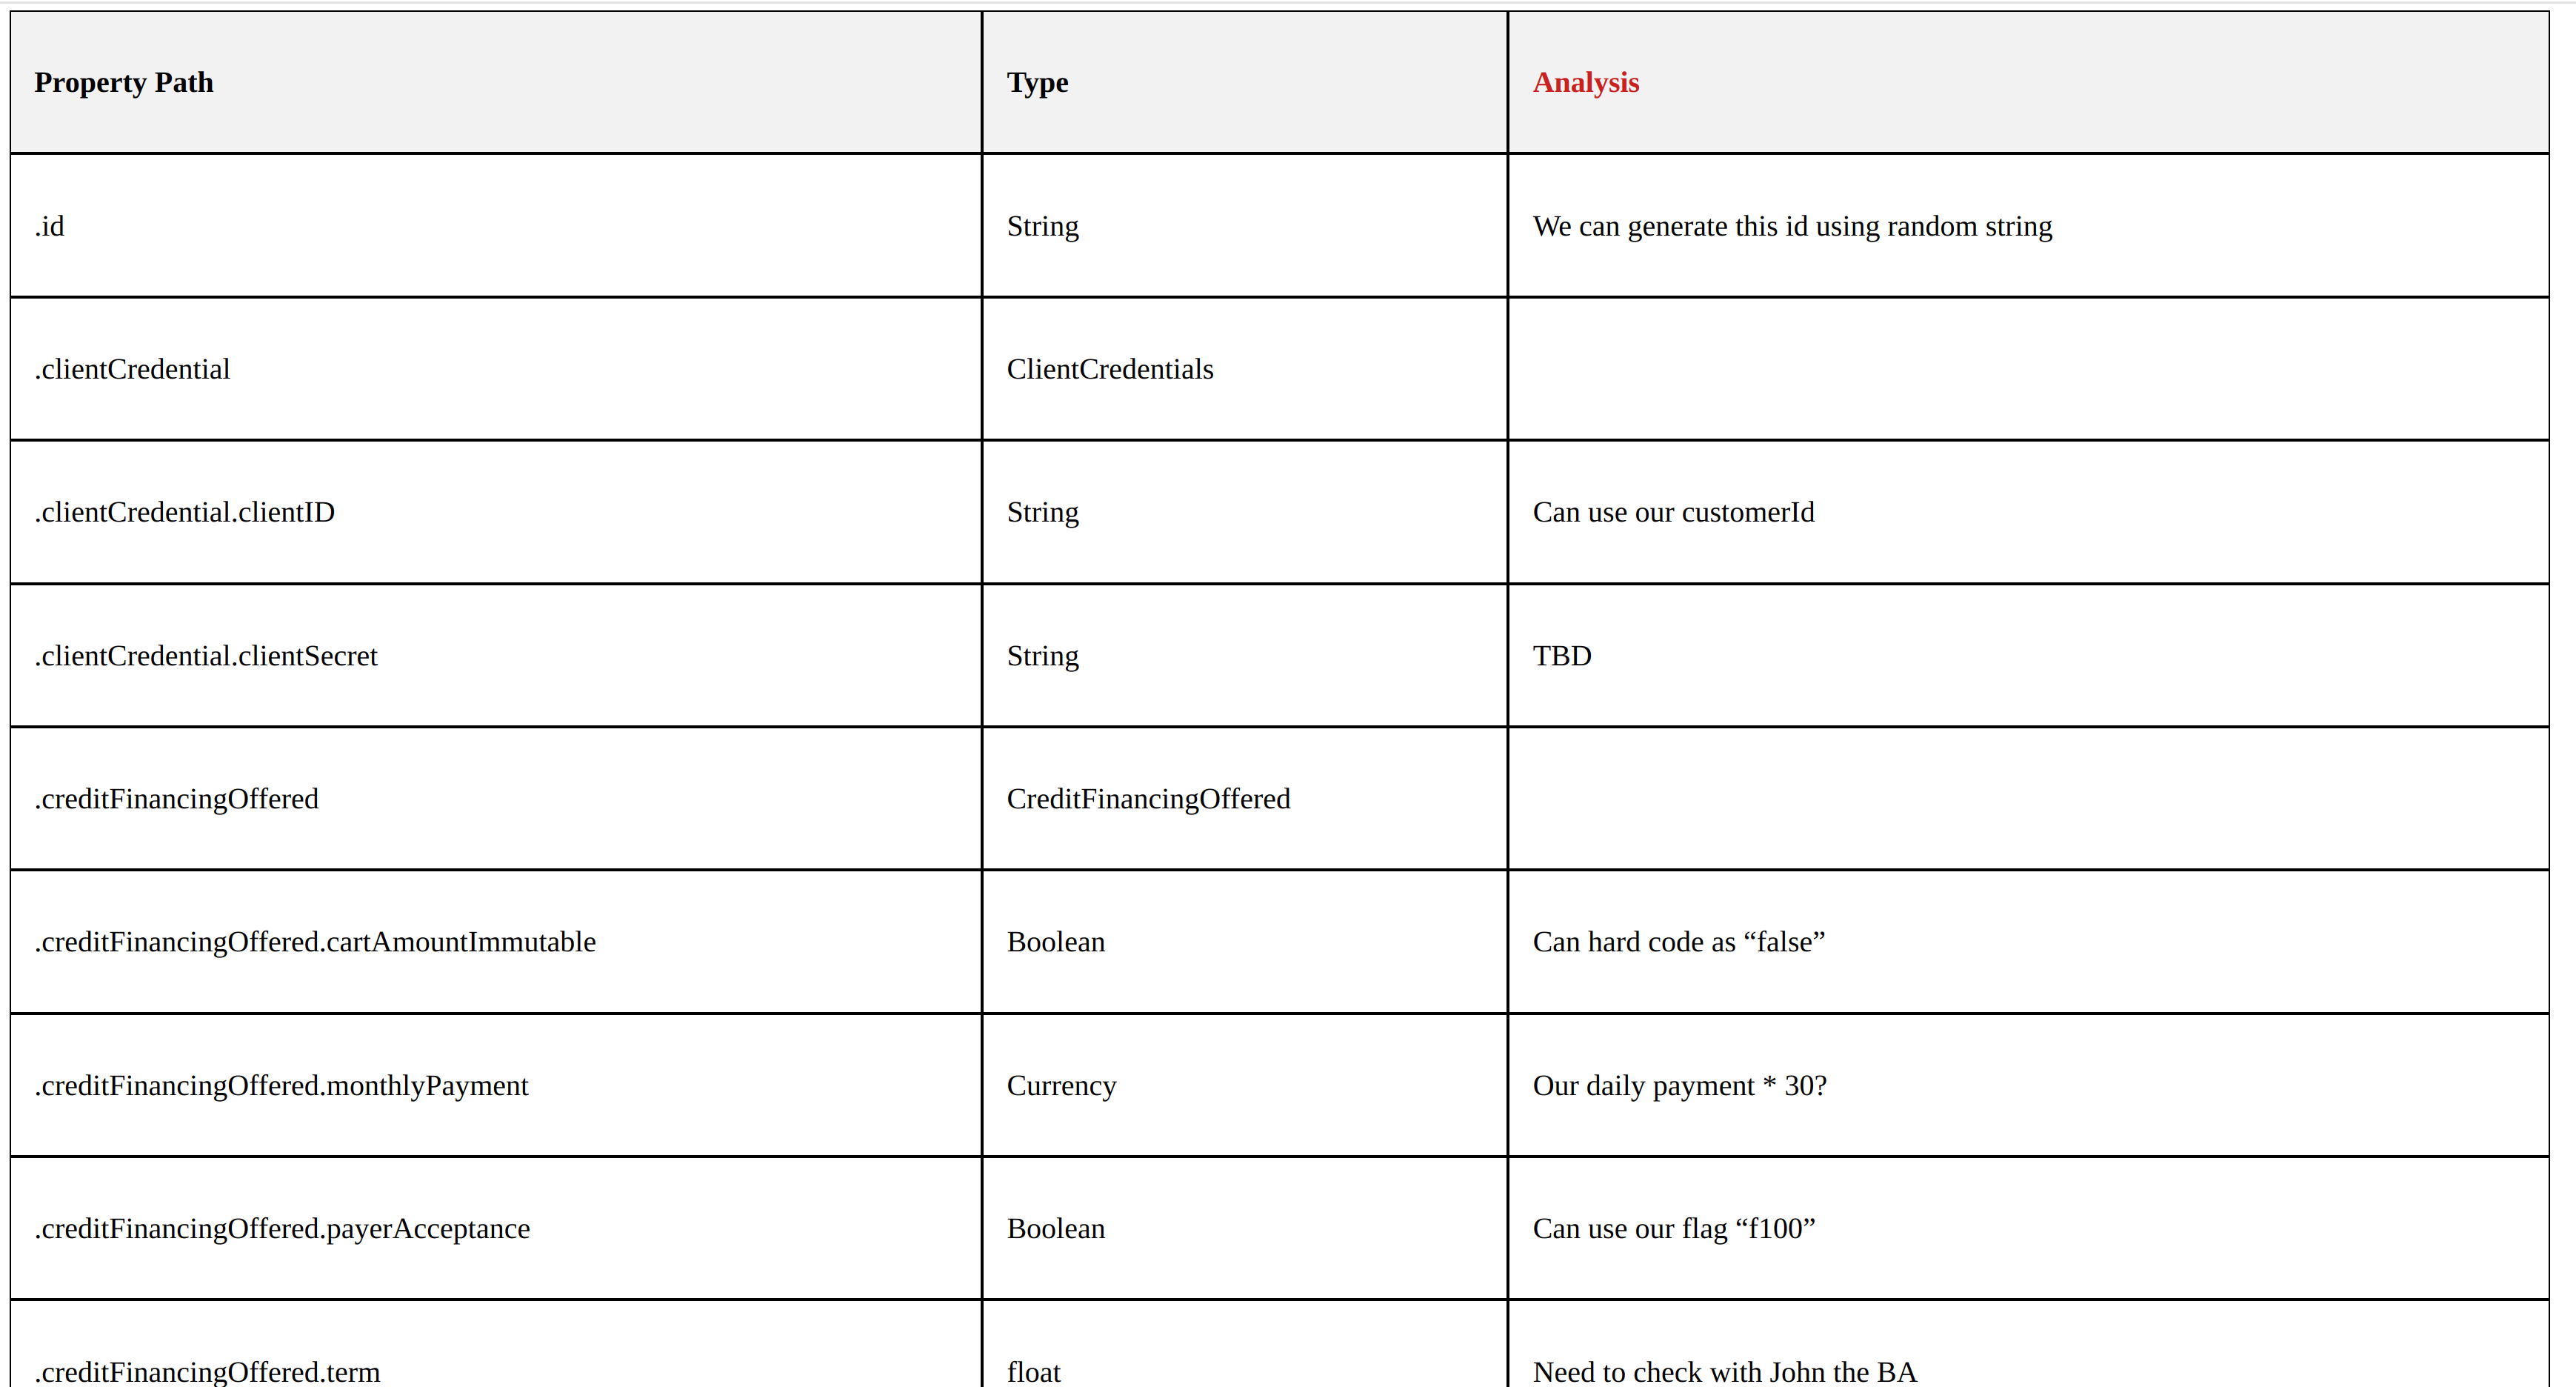 Property Path Type Analysis
.id String We can generate this id using random string
.clientCredential ClientCredentials
.clientCredential.clientID String Can use our customerId
.clientCredential.clientSecret String TBD
.creditFinancingOffered CreditFinancingOffered
.creditFinancingOffered.cartAmountImmutable Boolean Can hard code as “false”
.creditFinancingOffered.monthlyPayment Currency Our daily payment * 30?
.creditFinancingOffered.payerAcceptance Boolean Can use our flag “f100”
.creditFinancingOffered.term float Need to check with John the BA